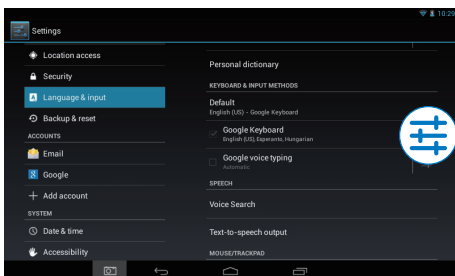 10:29
Settings
Location access
Security
Language & input
Backup & reset
ACCOUNTS
Email
Google
Add account
SYSTEM
Date & time
Accessibility
Personal dictionary
KEYBOARD & INPUT METHODS
Default
English (US) - Google Keyboard
Google Keyboard
English (US), Esperanto, Hungarian
Google voice typing
Automatic
SPEECH
Voice Search
Text-to-speech output
MOUSE/TRACKPAD